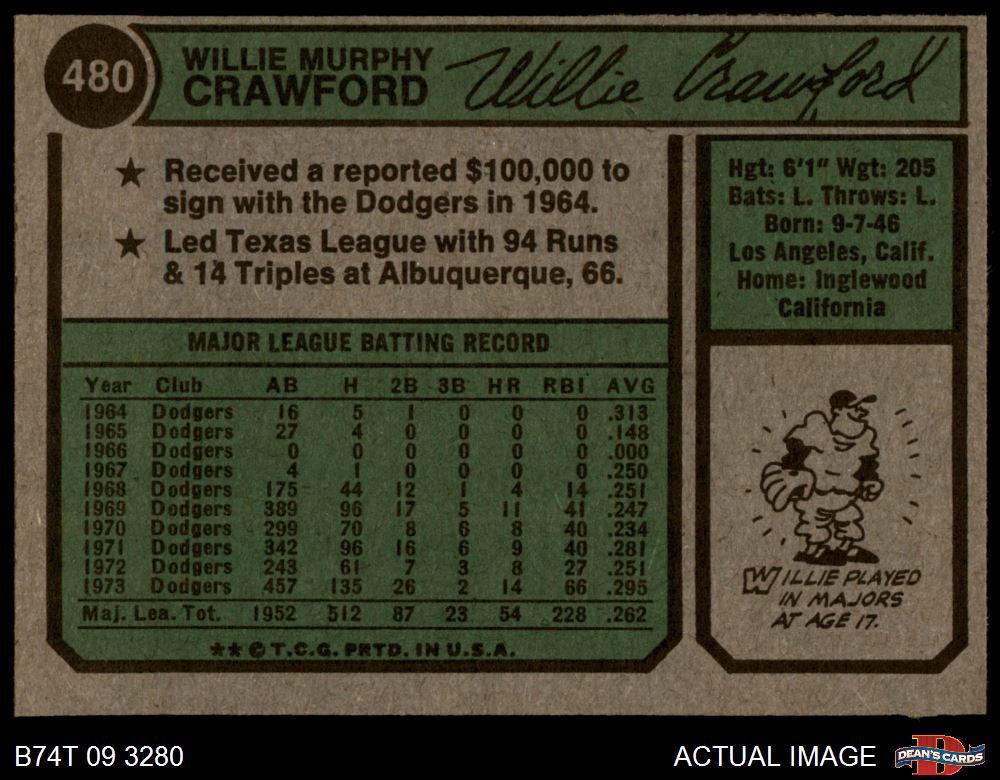 480
WILLIE MURPHY
CRAWFORD
Willie Crawford
★ Received a reported $100,000 to
sign with the Dodgers in 1964.
★ Led Texas League with 94 Runs
& 14 Triples at Albuquerque, 66.
Hgt: 6'1" Wgt: 205
Bats: L. Throws: L.
Born: 9-7-46
Los Angeles, Calif.
Home: Inglewood
California
MAJOR LEAGUE BATTING RECORD
Year Club AB H 2B 3B HR RBI AVG
1964 Dodgers 16 5 1 0 0 0 .313
1965 Dodgers 27 4 0 0 0 0 .148
1966 Dodgers 0 0 0 0 0 0 .000
1967 Dodgers 4 1 0 0 0 0 .250
1968 Dodgers 175 44 12 1 4 14 .251
1969 Dodgers 389 96 17 5 11 41 .247
1970 Dodgers 299 70 8 6 8 40 .234
1971 Dodgers 342 96 16 6 9 40 .281
1972 Dodgers 243 61 7 3 8 27 .251
1973 Dodgers 457 135 26 2 14 66 .295
Maj. Lea. Tot. 1952 512 87 23 54 228 .262
★★ © T.C.G. PRTD. IN U.S.A.
WILLIE PLAYED
IN MAJORS
AT AGE 17.
B74T 09 3280
ACTUAL IMAGE
D
DEAN'S CARDS